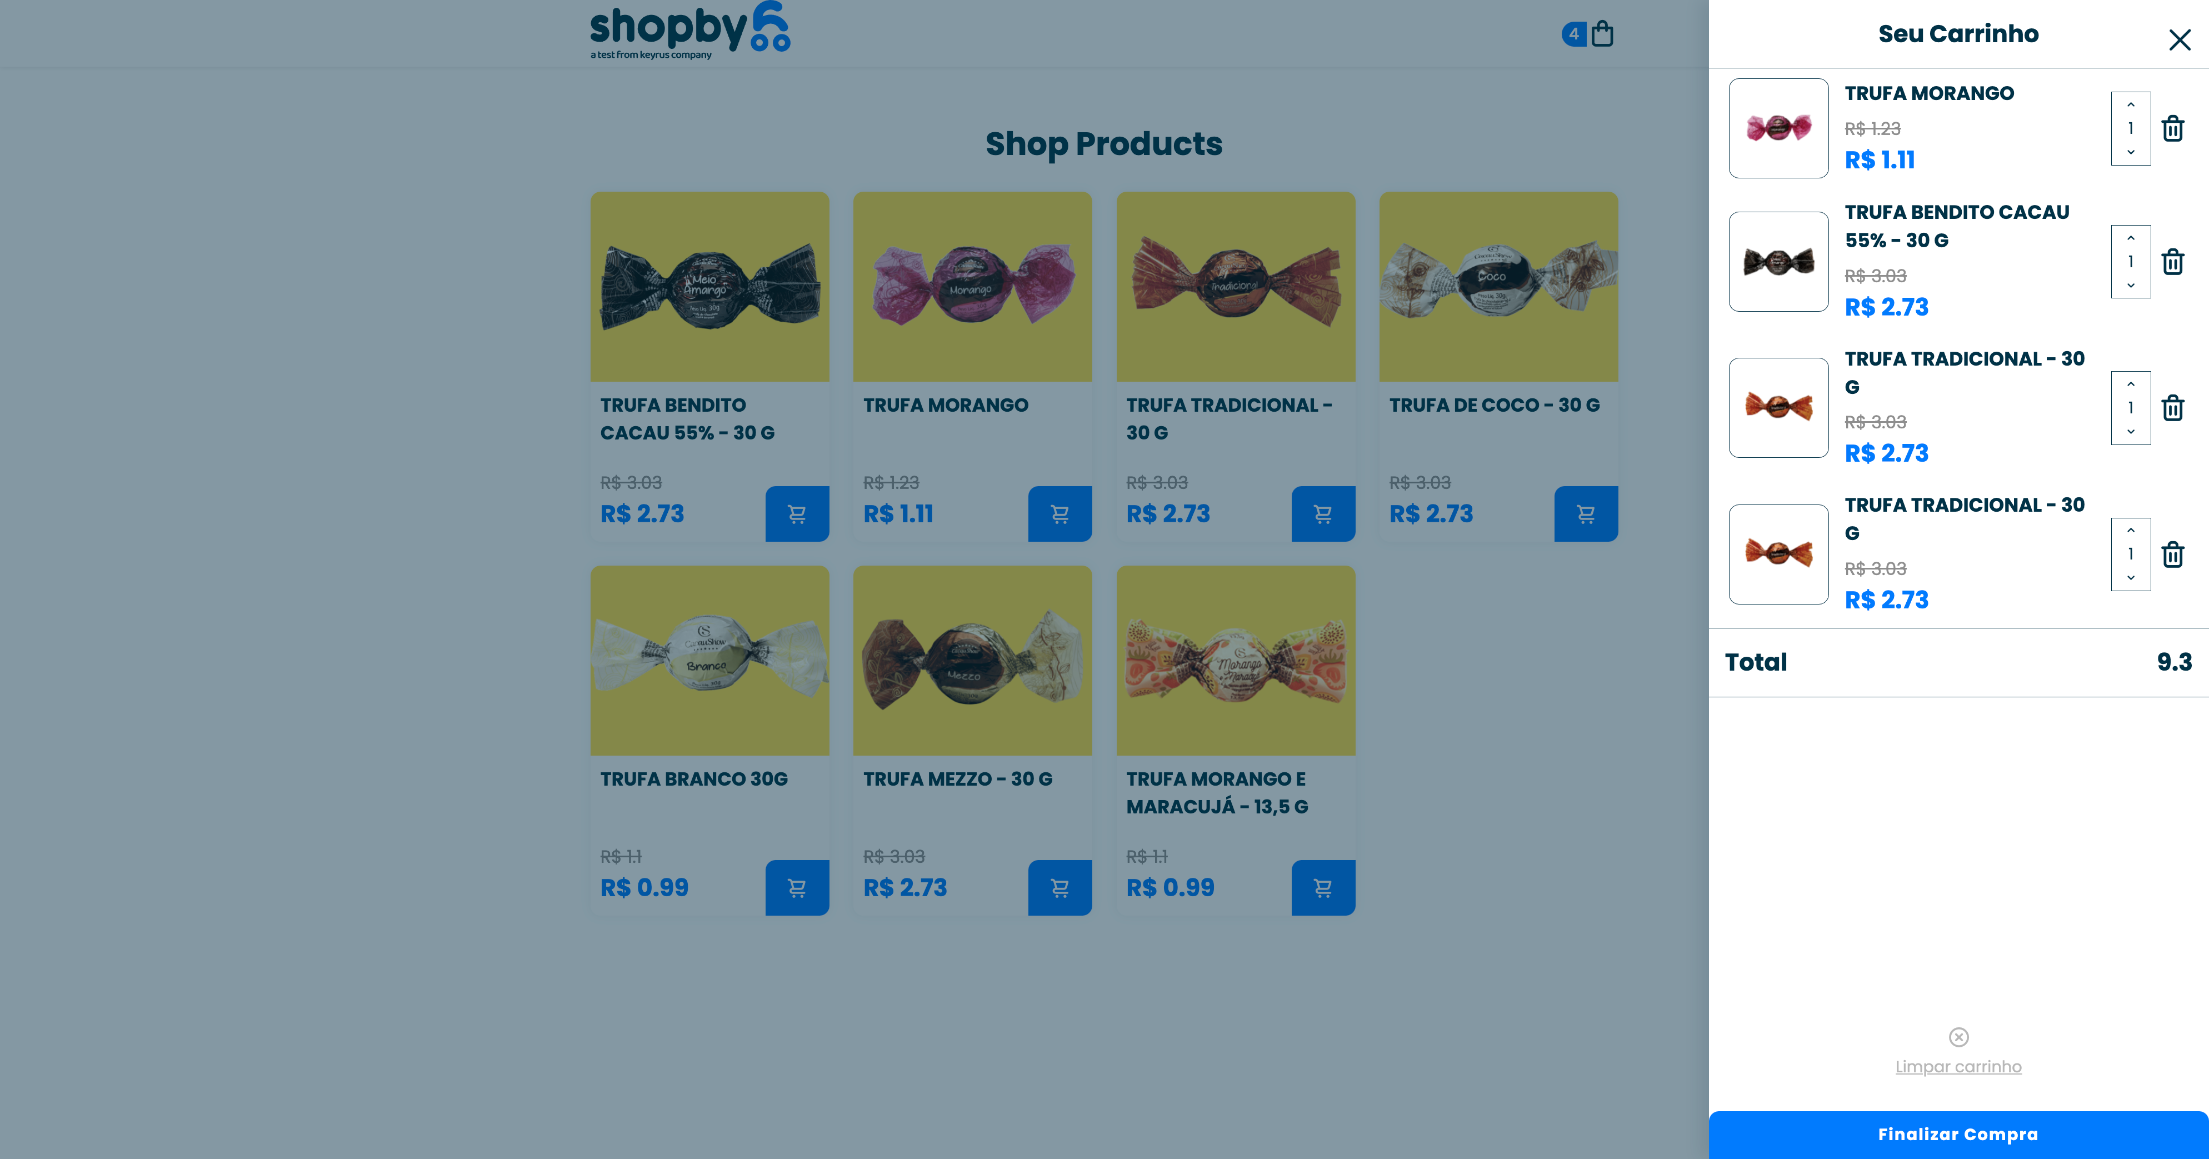 shopby
a test from keyrus company
4
Shop Products
Meio Amargo
Morango
Tradicional
Coco
TRUFA BENDITO
CACAU 55% - 30 G
R$ 3.03
R$ 2.73
TRUFA MORANGO
R$ 1.23
R$ 1.11
TRUFA TRADICIONAL -
30 G
R$ 3.03
R$ 2.73
TRUFA DE COCO - 30 G
R$ 3.03
R$ 2.73
Branco
Mezzo
Morango
TRUFA BRANCO 30G
R$ 1.1
R$ 0.99
TRUFA MEZZO - 30 G
R$ 3.03
R$ 2.73
TRUFA MORANGO E
MARACUJÁ - 13,5 G
R$ 1.1
R$ 0.99
Seu Carrinho
TRUFA MORANGO
R$ 1.23
R$ 1.11
1
TRUFA BENDITO CACAU
55% - 30 G
R$ 3.03
R$ 2.73
1
TRUFA TRADICIONAL - 30
G
R$ 3.03
R$ 2.73
1
TRUFA TRADICIONAL - 30
G
R$ 3.03
R$ 2.73
1
Total 9.3
Limpar carrinho
Finalizar Compra